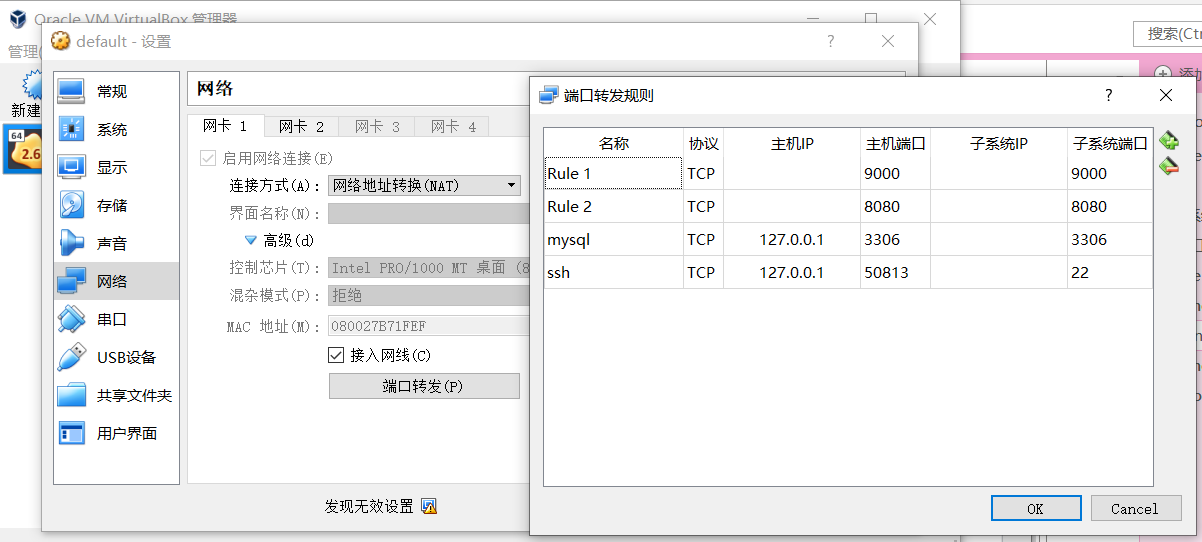 Oracle VM VirtualBox 管理器
管理(
新建
64
2.6
搜索(Ctr
添加
default - 设置
常规
系统
显示
存储
声音
网络
串口
USB设备
共享文件夹
用户界面
网络
网卡 1 网卡 2 网卡 3 网卡 4
启用网络连接(E)
连接方式(A): 网络地址转换(NAT)
界面名称(N):
高级(d)
控制芯片(T): Intel PRO/1000 MT 桌面 (8
混杂模式(P): 拒绝
MAC 地址(M): 080027B71FEF
接入网线(C)
端口转发(P)
发现无效设置
端口转发规则
名称 协议 主机IP 主机端口 子系统IP 子系统端口
Rule 1 TCP 9000 9000
Rule 2 TCP 8080 8080
mysql TCP 127.0.0.1 3306 3306
ssh TCP 127.0.0.1 50813 22
OK Cancel